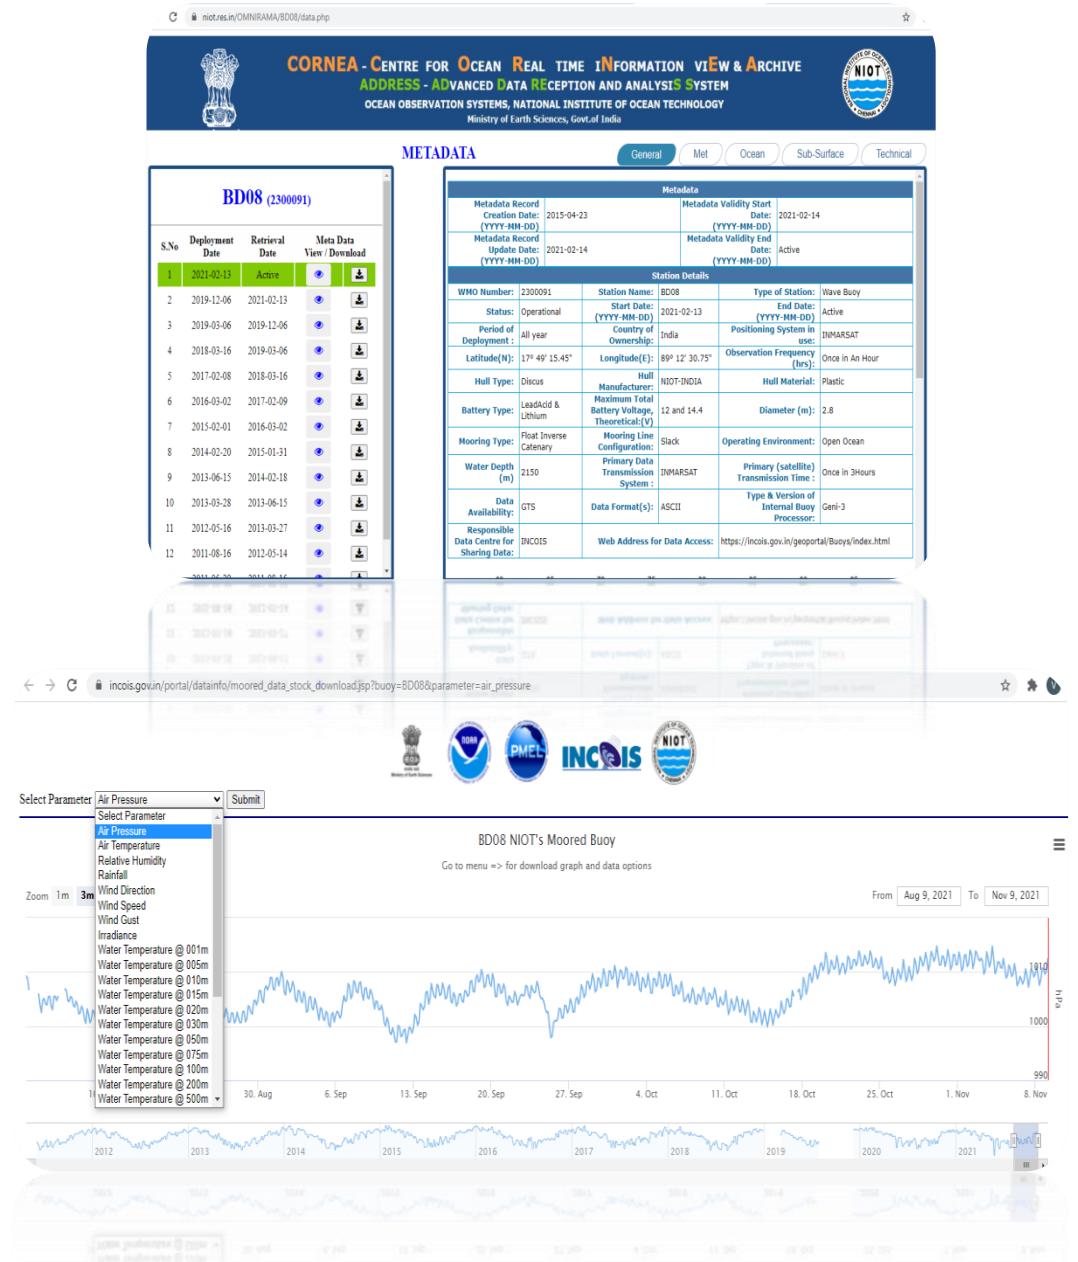 niot.res.in/OMNIRAMA/BD08/data.php
CORNEA - CENTRE FOR OCEAN REAL TIME INFORMATION VIEW & ARCHIVE
ADDRESS - ADVANCED DATA RECEPTION AND ANALYSIS SYSTEM
OCEAN OBSERVATION SYSTEMS, NATIONAL INSTITUTE OF OCEAN TECHNOLOGY
Ministry of Earth Sciences, Govt.of India
NIOT
METADATA
General Met Ocean Sub-Surface Technical
BD08 (2300091)
S.No Deployment Date Retrieval Date Meta Data View / Download
1 2021-02-13 Active
2 2019-12-06 2021-02-13
3 2019-03-06 2019-12-06
4 2018-03-16 2019-03-06
5 2017-02-08 2018-03-16
6 2016-03-02 2017-02-09
7 2015-02-01 2016-03-02
8 2014-02-20 2015-01-31
9 2013-06-15 2014-02-18
10 2013-03-28 2013-06-15
11 2012-05-16 2013-03-27
12 2011-08-16 2012-05-14
Metadata
Metadata Record Creation Date: (YYYY-MM-DD) 2015-04-23 Metadata Validity Start Date: (YYYY-MM-DD) 2021-02-14
Metadata Record Update Date: (YYYY-MM-DD) 2021-02-14 Metadata Validity End Date: (YYYY-MM-DD) Active
Station Details
WMO Number: 2300091 Station Name: BD08 Type of Station: Wave Buoy
Status: Operational Start Date: (YYYY-MM-DD) 2021-02-13 End Date: (YYYY-MM-DD) Active
Period of Deployment : All year Country of Ownership: India Positioning System in use: INMARSAT
Latitude(N): 17º 49' 15.45" Longitude(E): 89º 12' 30.75" Observation Frequency (hrs): Once in An Hour
Hull Type: Discus Hull Manufacturer: NIOT-INDIA Hull Material: Plastic
Battery Type: LeadAcid & Lithium Maximum Total Battery Voltage, Theoretical:(V) 12 and 14.4 Diameter (m): 2.8
Mooring Type: Float Inverse Catenary Mooring Line Configuration: Slack Operating Environment: Open Ocean
Water Depth (m) 2150 Primary Data Transmission System : INMARSAT Primary (satellite) Transmission Time : Once in 3Hours
Data Availability: GTS Data Format(s): ASCII Type & Version of Internal Buoy Processor: Geni-3
Responsible Data Centre for Sharing Data: INCOIS Web Address for Data Access: https://incois.gov.in/geoportal/Buoys/index.html
incois.gov.in/portal/datainfo/moored_data_stock_download.jsp?buoy=BD08&parameter=air_pressure
V
Ministry of Earth Sciences
NOAA PMEL INCOIS NIOT
Select Parameter Air Pressure Submit
Select Parameter
Air Pressure
Air Temperature
Relative Humidity
Rainfall
Wind Direction
Wind Speed
Wind Gust
Irradiance
Water Temperature @ 001m
Water Temperature @ 005m
Water Temperature @ 010m
Water Temperature @ 015m
Water Temperature @ 020m
Water Temperature @ 030m
Water Temperature @ 050m
Water Temperature @ 075m
Water Temperature @ 100m
Water Temperature @ 200m
Water Temperature @ 500m
BD08 NIOT's Moored Buoy
Go to menu => for download graph and data options
Zoom 1m 3m
From Aug 9, 2021 To Nov 9, 2021
1010
hPa
1000
990
30. Aug 6. Sep 13. Sep 20. Sep 27. Sep 4. Oct 11. Oct 18. Oct 25. Oct 1. Nov 8. Nov
2012 2013 2014 2015 2016 2017 2018 2019 2020 2021